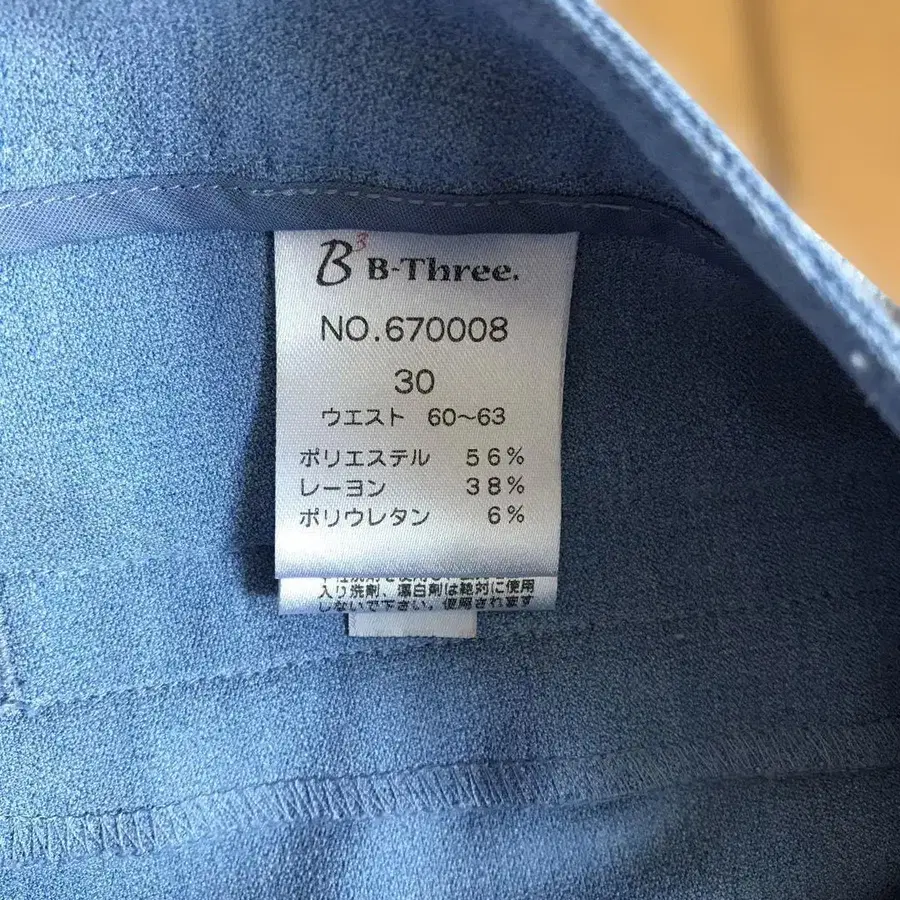 B3 B-Three.
NO.670008
30
ウエスト 60~63
ポリエステル 56%
レーヨン 38%
ポリウレタン 6%
入り洗剤、漂白剤は絶対に使用
しないで下さい。使用されます